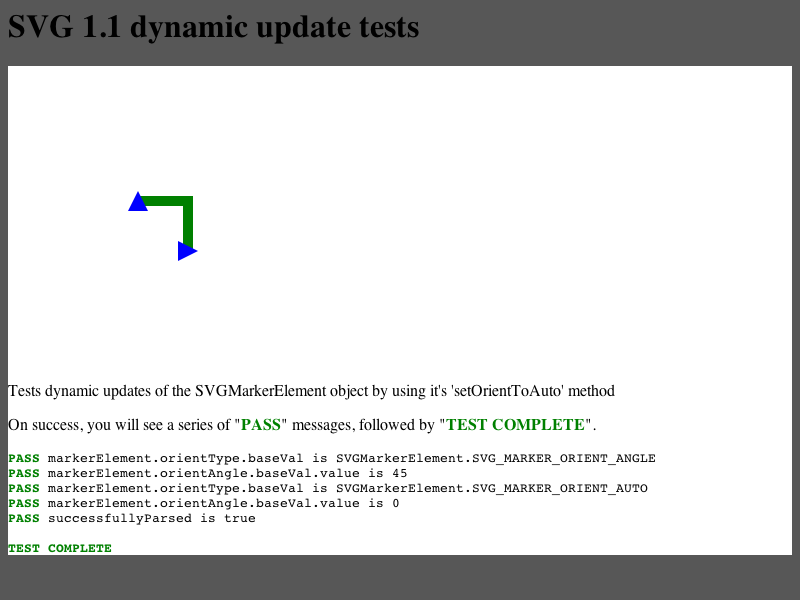 SVG 1.1 dynamic update tests
Tests dynamic updates of the SVGMarkerElement object by using it's 'setOrientToAuto' method
On success, you will see a series of "PASS" messages, followed by "TEST COMPLETE".
PASS markerElement.orientType.baseVal is SVGMarkerElement.SVG_MARKER_ORIENT_ANGLE
PASS markerElement.orientAngle.baseVal.value is 45
PASS markerElement.orientType.baseVal is SVGMarkerElement.SVG_MARKER_ORIENT_AUTO
PASS markerElement.orientAngle.baseVal.value is 0
PASS successfullyParsed is true
TEST COMPLETE